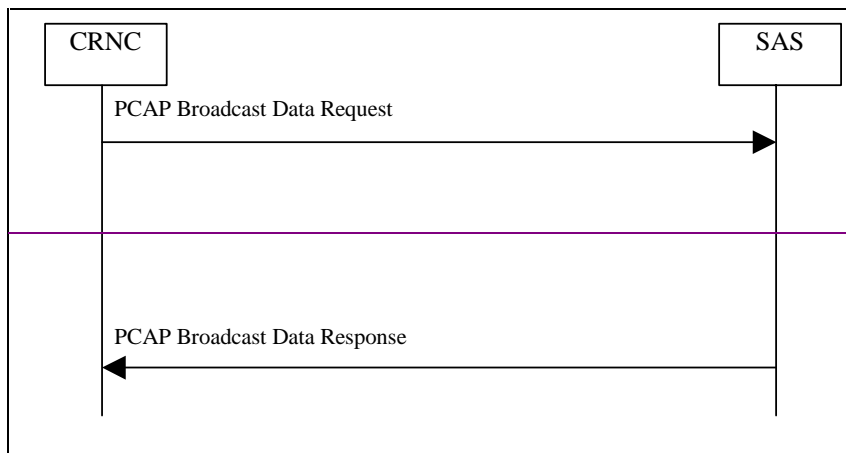 CRNC
SAS
PCAP Broadcast Data Request
PCAP Broadcast Data Response